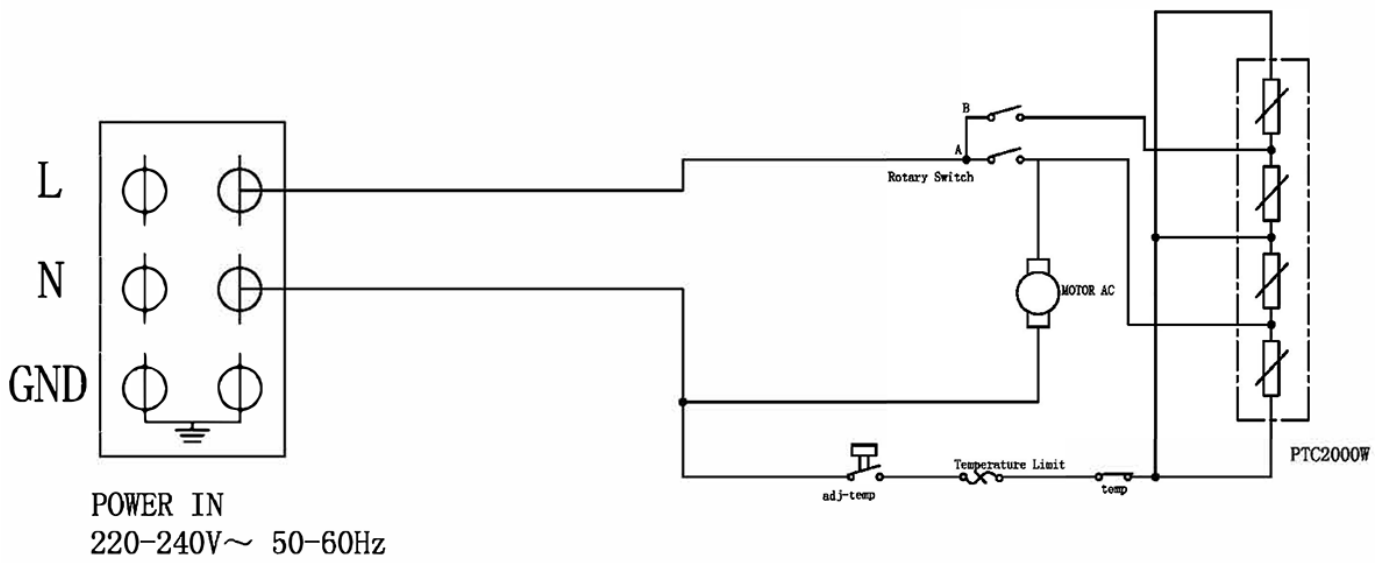 L
N
GND
POWER IN
220-240V～ 50-60Hz
B
A
Rotary Switch
MOTOR AC
adj-temp
Temperature Limit
temp
PTC2000W